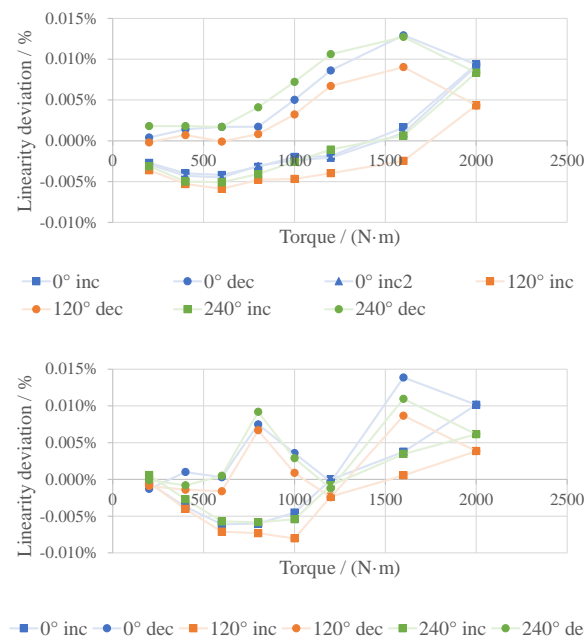 0.015%
0.010%
0.005%
0.000%
0 500 1000 1500 2000 2500
-0.005%
-0.010%
Linearity deviation / %
Torque / (N·m)
0° inc 0° dec 0° inc2 120° inc
120° dec 240° inc 240° dec
0.015%
0.010%
0.005%
0.000%
0 500 1000 1500 2000 2500
-0.005%
-0.010%
Linearity deviation / %
Torque / (N·m)
0° inc 0° dec 120° inc 120° dec 240° inc 240° de